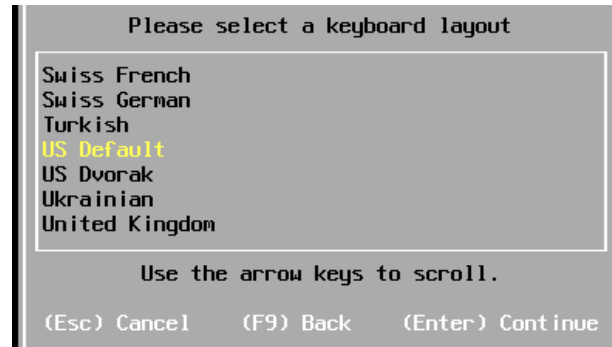 Please select a keyboard layout
Swiss French
Swiss German
Turkish
US Default
US Dvorak
Ukrainian
United Kingdom
Use the arrow keys to scroll.
(Esc) Cancel (F9) Back (Enter) Continue